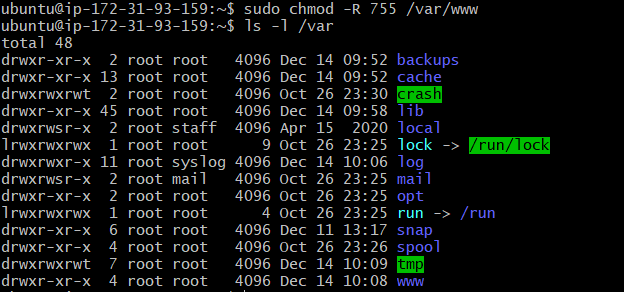 ubuntu@ip-172-31-93-159:~$ sudo chmod -R 755 /var/www
ubuntu@ip-172-31-93-159:~$ ls -l /var
total 48
drwxr-xr-x  2 root root   4096 Dec 14 09:52 backups
drwxr-xr-x 13 root root   4096 Dec 14 09:52 cache
drwxrwxrwt  2 root root   4096 Oct 26 23:30 crash
drwxr-xr-x 45 root root   4096 Dec 14 09:58 lib
drwxrwsr-x  2 root staff  4096 Apr 15  2020 local
lrwxrwxrwx  1 root root      9 Oct 26 23:25 lock -> /run/lock
drwxrwxr-x 11 root syslog 4096 Dec 14 10:06 log
drwxrwsr-x  2 root mail   4096 Oct 26 23:25 mail
drwxr-xr-x  2 root root   4096 Oct 26 23:25 opt
lrwxrwxrwx  1 root root      4 Oct 26 23:25 run -> /run
drwxr-xr-x  6 root root   4096 Dec 11 13:17 snap
drwxr-xr-x  4 root root   4096 Oct 26 23:26 spool
drwxrwxrwt  7 root root   4096 Dec 14 10:09 tmp
drwxr-xr-x  4 root root   4096 Dec 14 10:08 www